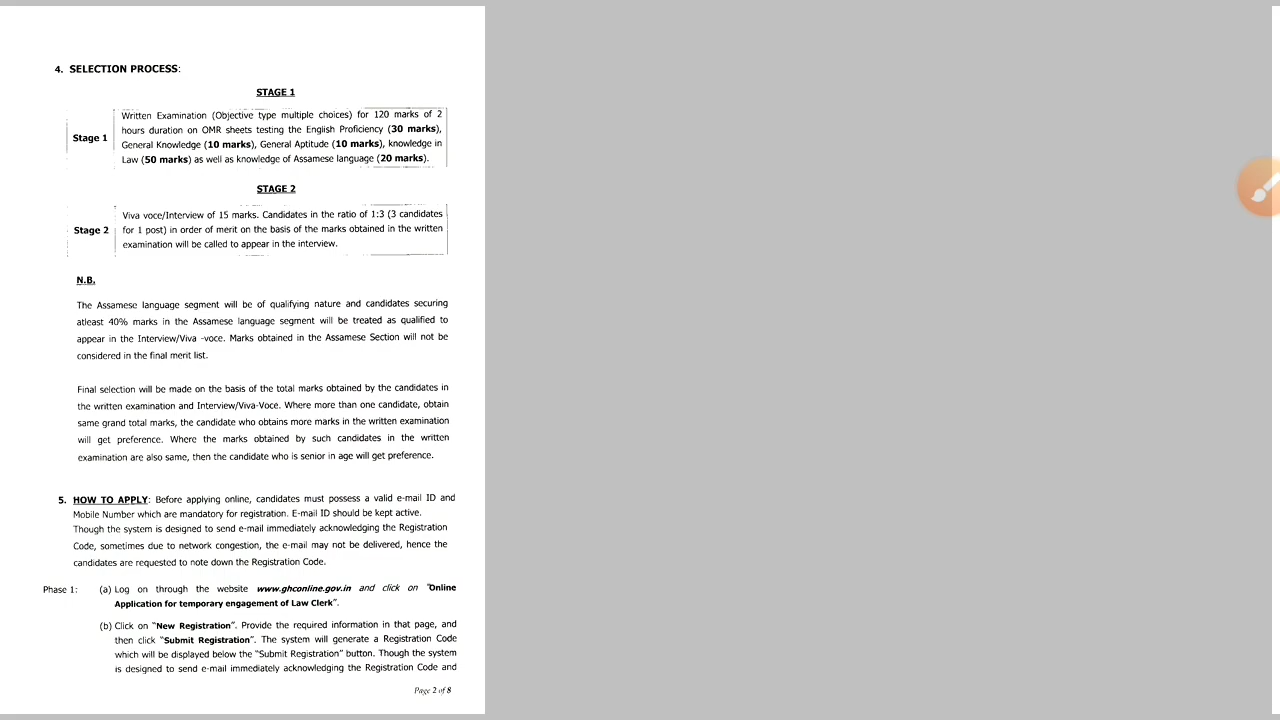 4. SELECTION PROCESS:
STAGE 1
Stage 1
Written Examination (Objective type multiple choices) for 120 marks of 2
hours duration on OMR sheets testing the English Proficiency (30 marks),
General Knowledge (10 marks), General Aptitude (10 marks), knowledge in
Law (50 marks) as well as knowledge of Assamese language (20 marks).
STAGE 2
Stage 2
Viva voce/Interview of 15 marks. Candidates in the ratio of 1:3 (3 candidates
for 1 post) in order of merit on the basis of the marks obtained in the written
examination will be called to appear in the interview.
N.B.
The Assamese language segment will be of qualifying nature and candidates securing
atleast 40% marks in the Assamese language segment will be treated as qualified to
appear in the Interview/Viva -voce. Marks obtained in the Assamese Section will not be
considered in the final merit list.
Final selection will be made on the basis of the total marks obtained by the candidates in
the written examination and Interview/Viva-Voce. Where more than one candidate, obtain
same grand total marks, the candidate who obtains more marks in the written examination
will get preference. Where the marks obtained by such candidates in the written
examination are also same, then the candidate who is senior in age will get preference.
5. HOW TO APPLY: Before applying online, candidates must possess a valid e-mail ID and
Mobile Number which are mandatory for registration. E-mail ID should be kept active.
Though the system is designed to send e-mail immediately acknowledging the Registration
Code, sometimes due to network congestion, the e-mail may not be delivered, hence the
candidates are requested to note down the Registration Code.
Phase 1: (a) Log on through the website www.ghconline.gov.in and click on "Online
Application for temporary engagement of Law Clerk".
(b) Click on "New Registration". Provide the required information in that page, and
then click "Submit Registration". The system will generate a Registration Code
which will be displayed below the "Submit Registration" button. Though the system
is designed to send e-mail immediately acknowledging the Registration Code and
Page 2 of 8